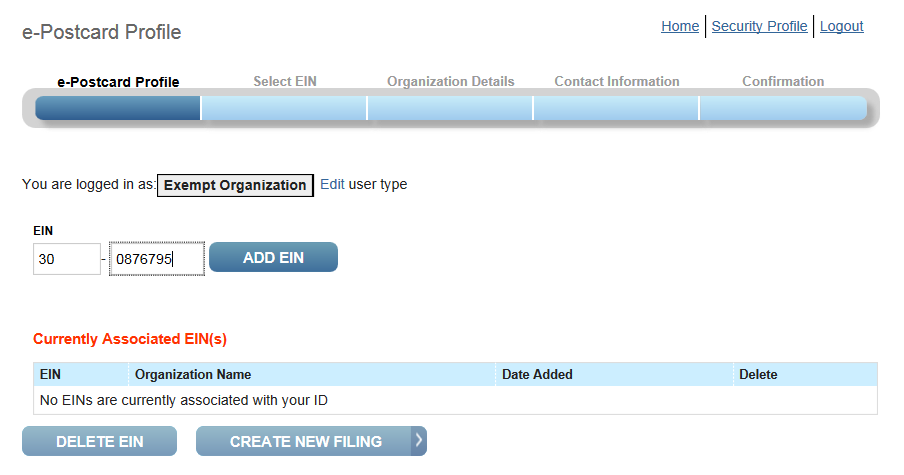 e-Postcard Profile
Home Security Profile Logout
e-Postcard Profile Select EIN Organization Details Contact Information Confirmation
You are logged in as: Exempt Organization Edit user type
EIN
30 - 0876795 ADD EIN
Currently Associated EIN(s)
EIN Organization Name Date Added Delete
No EINs are currently associated with your ID
DELETE EIN CREATE NEW FILING